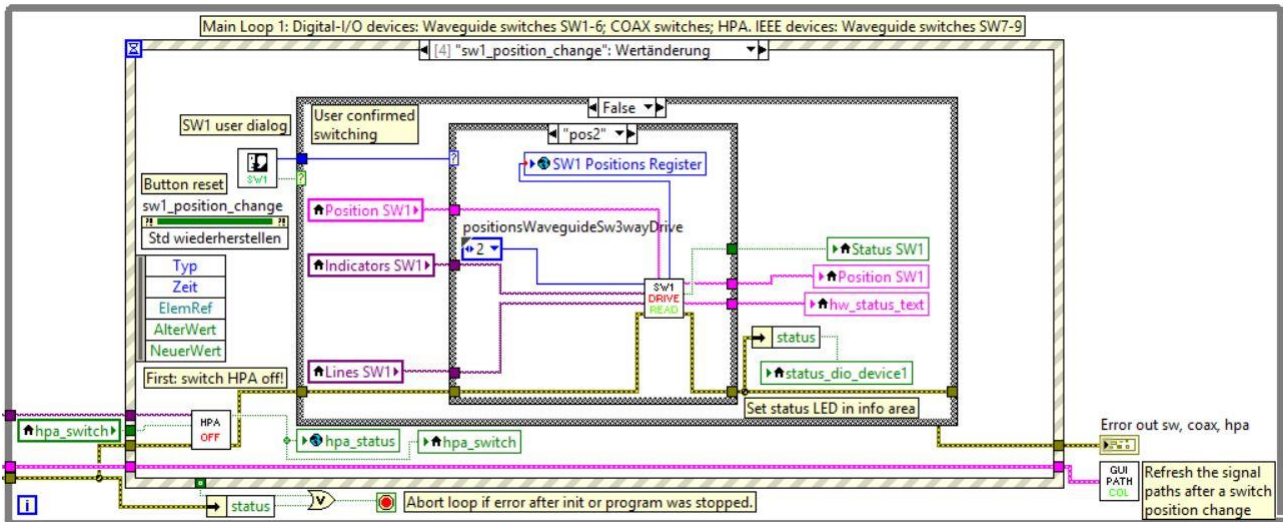 Main Loop 1: Digital-I/O devices: Waveguide switches SW1-6; COAX switches; HPA. IEEE devices: Waveguide switches SW7-9
[4] "sw1_position_change": Wertänderung
False
User confirmed
switching
SW1 user dialog
SW1
"pos2"
SW1 Positions Register
Button reset
sw1_position_change
Std wiederherstellen
Position SW1
positionsWaveguideSw3wayDrive
2
Indicators SW1
Typ
Zeit
ElemRef
AlterWert
NeuerWert
SW1
DRIVE
READ
Status SW1
Position SW1
hw_status_text
status
status_dio_device1
Lines SW1
First: switch HPA off!
Set status LED in info area
hpa_switch
HPA
OFF
hpa_status
hpa_switch
Error out sw, coax, hpa
GUI
PATH
COL
Refresh the signal
paths after a switch
position change
i
status
V
Abort loop if error after init or program was stopped.